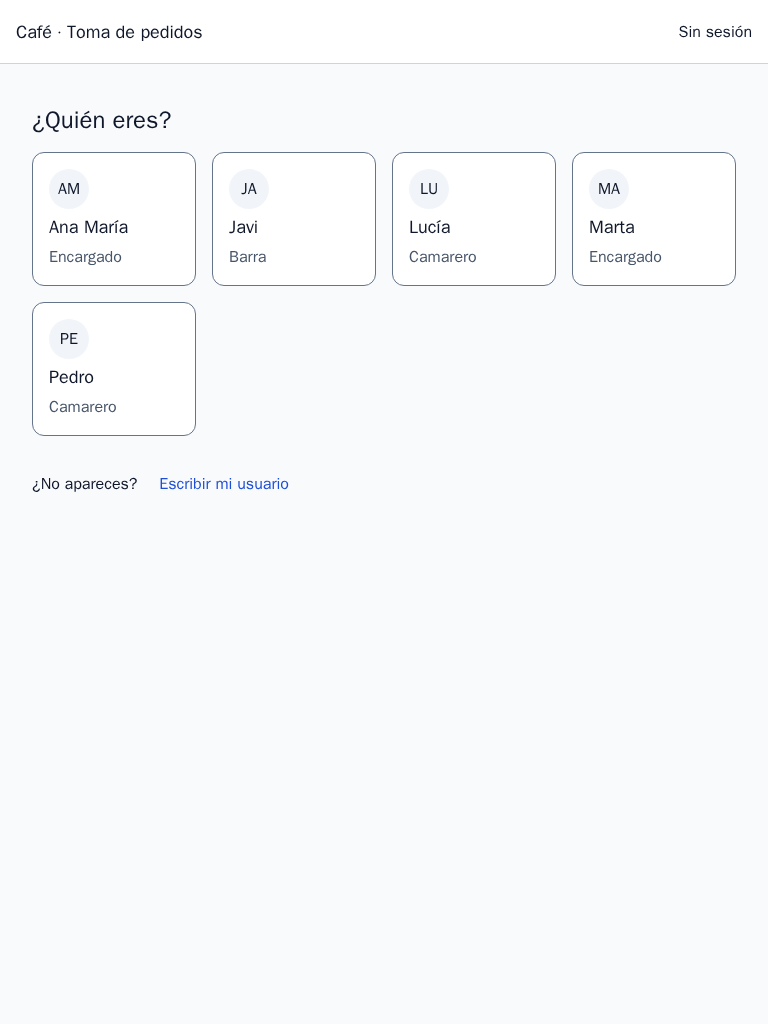 Café · Toma de pedidos
Sin sesión
¿Quién eres?
AM
Ana María
Encargado
JA
Javi
Barra
LU
Lucía
Camarero
MA
Marta
Encargado
PE
Pedro
Camarero
¿No apareces? Escribir mi usuario